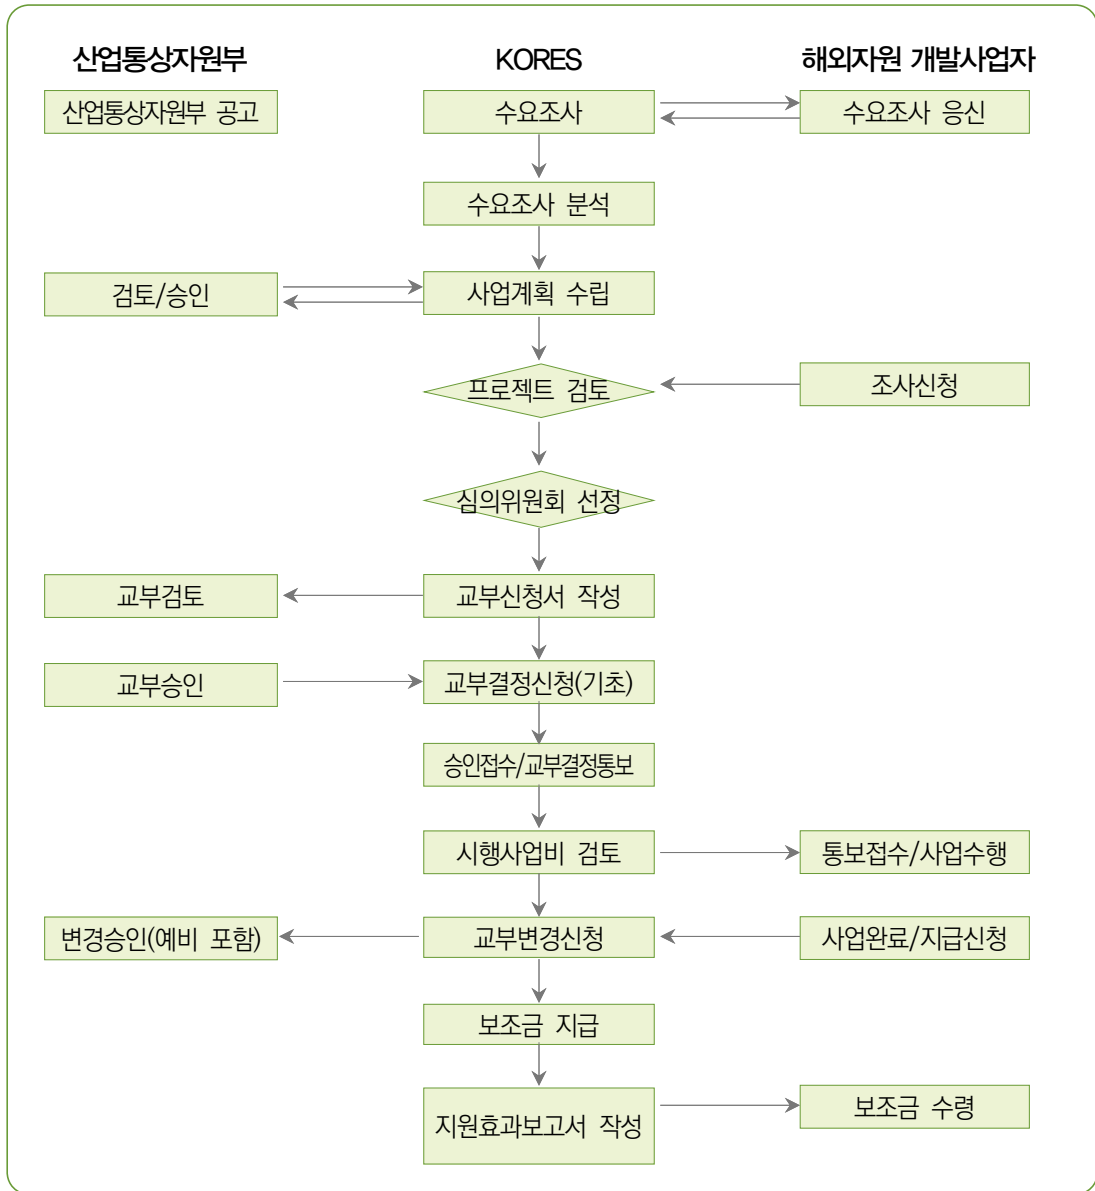 산업통상자원부
KORES
해외자원 개발사업자
산업통상자원부 공고
수요조사
수요조사 응신
수요조사 분석
검토/승인
사업계획 수립
프로젝트 검토
조사신청
심의위원회 선정
교부검토
교부신청서 작성
교부승인
교부결정신청(기초)
승인접수/교부결정통보
시행사업비 검토
통보접수/사업수행
변경승인(예비 포함)
교부변경신청
사업완료/지급신청
보조금 지급
지원효과보고서 작성
보조금 수령